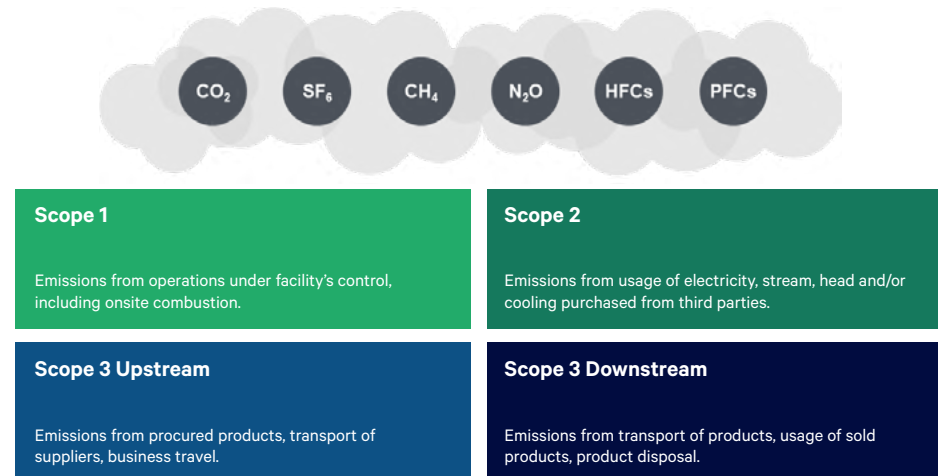 CO₂ SF₆ CH₄ N₂O HFCs PFCs
Scope 1
Emissions from operations under facility’s control,
including onsite combustion.
Scope 2
Emissions from usage of electricity, stream, head and/or
cooling purchased from third parties.
Scope 3 Upstream
Emissions from procured products, transport of
suppliers, business travel.
Scope 3 Downstream
Emissions from transport of products, usage of sold
products, product disposal.